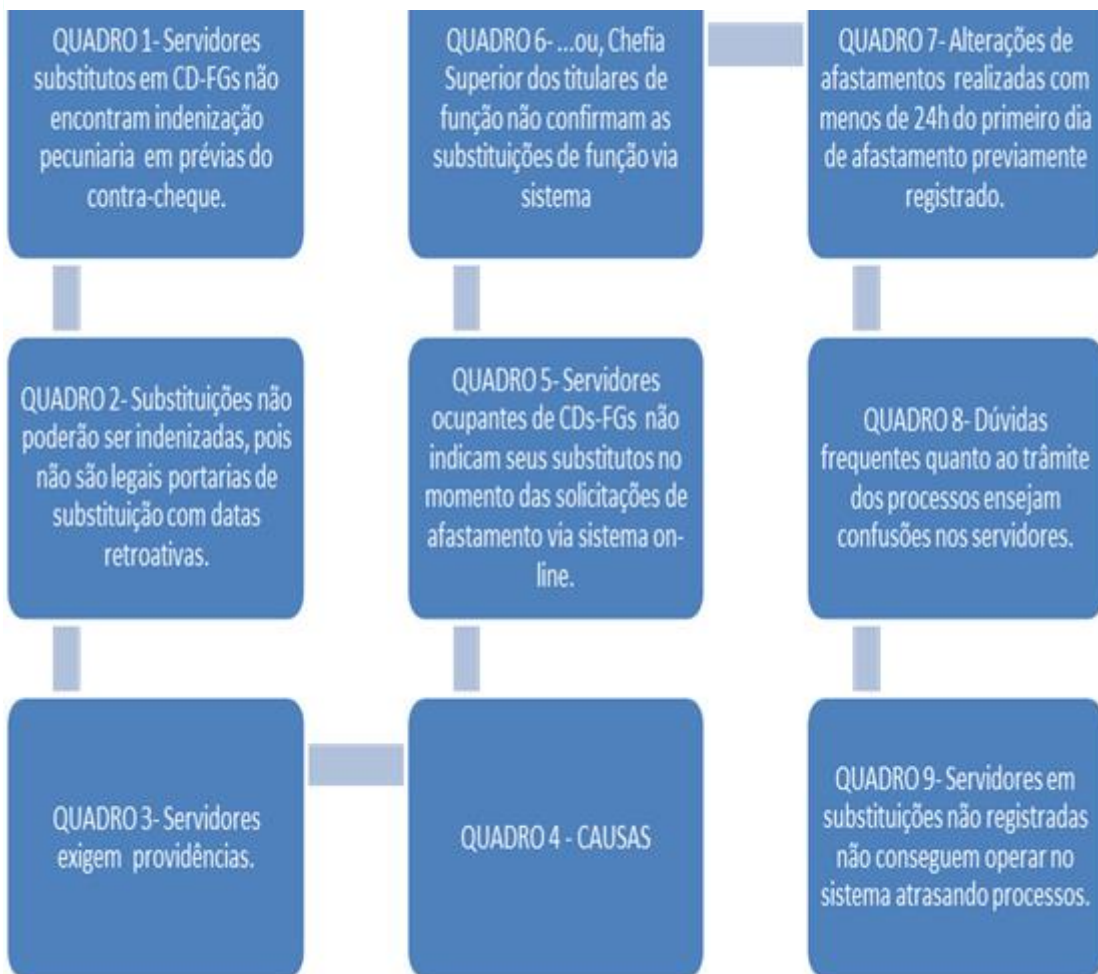 QUADRO 1- Servidores
substitutos em CD-FGs não
encontram indenização
pecuniaria em prévias do
contra-cheque.
QUADRO 2- Substituições não
poderão ser indenizadas, pois
não são legais portarias de
substituição com datas
retroativas.
QUADRO 3- Servidores
exigem providências.
QUADRO 4 - CAUSAS
QUADRO 5- Servidores
ocupantes de CDs-FGs não
indicam seus substitutos no
momento das solicitações de
afastamento via sistema on-
line.
QUADRO 6- ...ou, Chefia
Superior dos titulares de
função não confirmam as
substituições de função via
sistema
QUADRO 7- Alterações de
afastamentos realizadas com
menos de 24h do primeiro dia
de afastamento previamente
registrado.
QUADRO 8- Dúvidas
frequentes quanto ao trâmite
dos processos ensejam
confusões nos servidores.
QUADRO 9- Servidores em
substituições não registradas
não conseguem operar no
sistema atrasando processos.